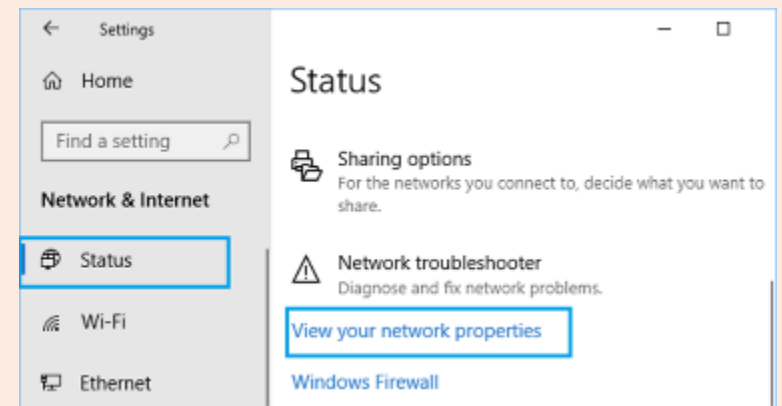 Settings
Home
Find a setting
Network & Internet
Status
Wi-Fi
Ethernet
Status
Sharing options
For the networks you connect to, decide what you want to
share.
Network troubleshooter
Diagnose and fix network problems.
View your network properties
Windows Firewall